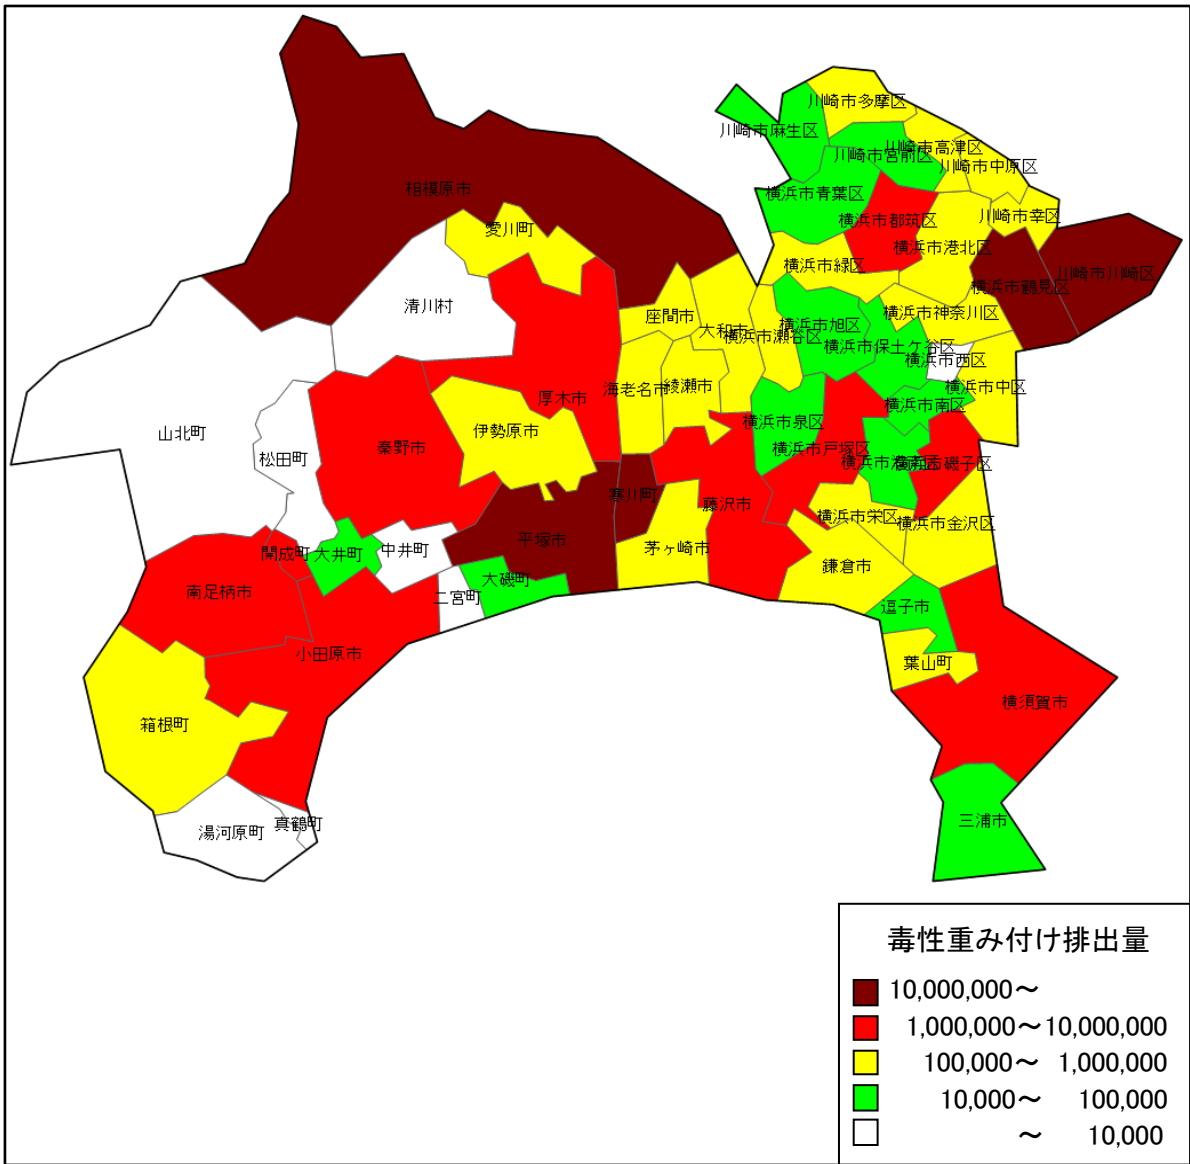 川崎市多摩区
川崎市麻生区
川崎市高津区
川崎市宮前区
川崎市中原区
相模原市
横浜市青葉区
川崎市幸区
横浜市都筑区
愛川町
横浜市港北区
横浜市緑区
川崎市川崎区
横浜市鶴見区
清川村
座間市
横浜市神奈川区
大和市
横浜市瀬谷区
横浜市旭区
横浜市保土ケ谷区
横浜市西区
海老名市
綾瀬市
横浜市中区
厚木市
横浜市南区
横浜市泉区
山北町
伊勢原市
秦野市
横浜市戸塚区
松田町
横浜市港南区
横浜市磯子区
寒川町
藤沢市
横浜市栄区
横浜市金沢区
平塚市
茅ヶ崎市
開成町
大井町
中井町
鎌倉市
大磯町
南足柄市
二宮町
逗子市
小田原市
葉山町
横須賀市
箱根町
三浦市
真鶴町
湯河原町
毒性重み付け排出量
10,000,000～
1,000,000～10,000,000
100,000～ 1,000,000
10,000～ 100,000
～ 10,000